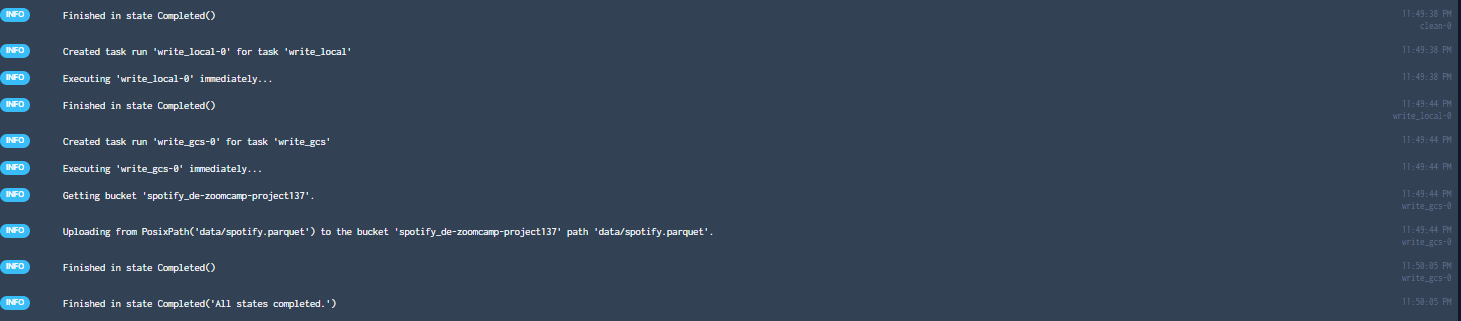 INFO Finished in state Completed() 11:49:38 PM
clean-0
INFO Created task run 'write_local-0' for task 'write_local' 11:49:38 PM
INFO Executing 'write_local-0' immediately... 11:49:38 PM
INFO Finished in state Completed() 11:49:44 PM
write_local-0
INFO Created task run 'write_gcs-0' for task 'write_gcs' 11:49:44 PM
INFO Executing 'write_gcs-0' immediately... 11:49:44 PM
INFO Getting bucket 'spotify_de-zoomcamp-project137'. 11:49:44 PM
write_gcs-0
INFO Uploading from PosixPath('data/spotify.parquet') to the bucket 'spotify_de-zoomcamp-project137' path 'data/spotify.parquet'. 11:49:44 PM
write_gcs-0
INFO Finished in state Completed() 11:50:05 PM
write_gcs-0
INFO Finished in state Completed('All states completed.') 11:50:05 PM